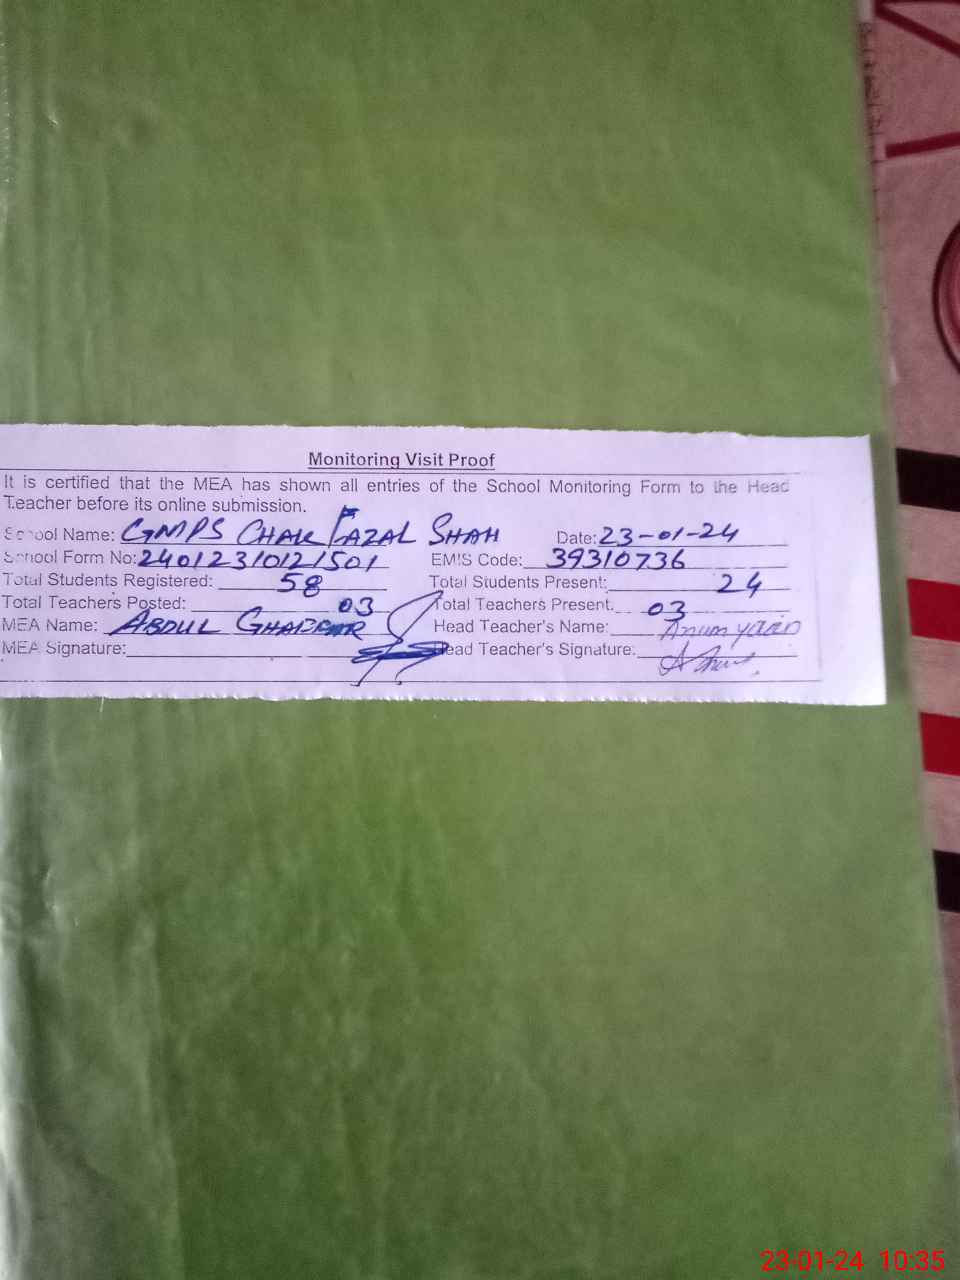 Monitoring Visit Proof
It is certified that the MEA has shown all entries of the School Monitoring Form to the Head
Teacher before its online submission.
School Name: GMPS CHAK FAZAL SHAH Date: 23-01-24
School Form No: 24012310121501 EMIS Code: 39310736
Total Students Registered: 58 Total Students Present: 24
Total Teachers Posted: 03 Total Teachers Present. 03
MEA Name: ABDUL GHAFFAR Head Teacher's Name: Anum
MEA Signature: Head Teacher's Signature:
23-01-24 10:35